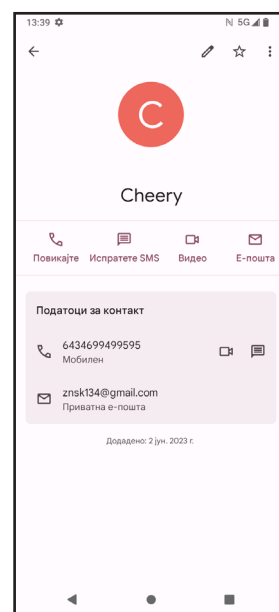 13:39 5G
C
Cheery
Повикајте Испратете SMS Видео Е-пошта
Податоци за контакт
6434699499595
Мобилен
znsk134@gmail.com
Приватна е-пошта
Додадено: 2 јун. 2023 г.